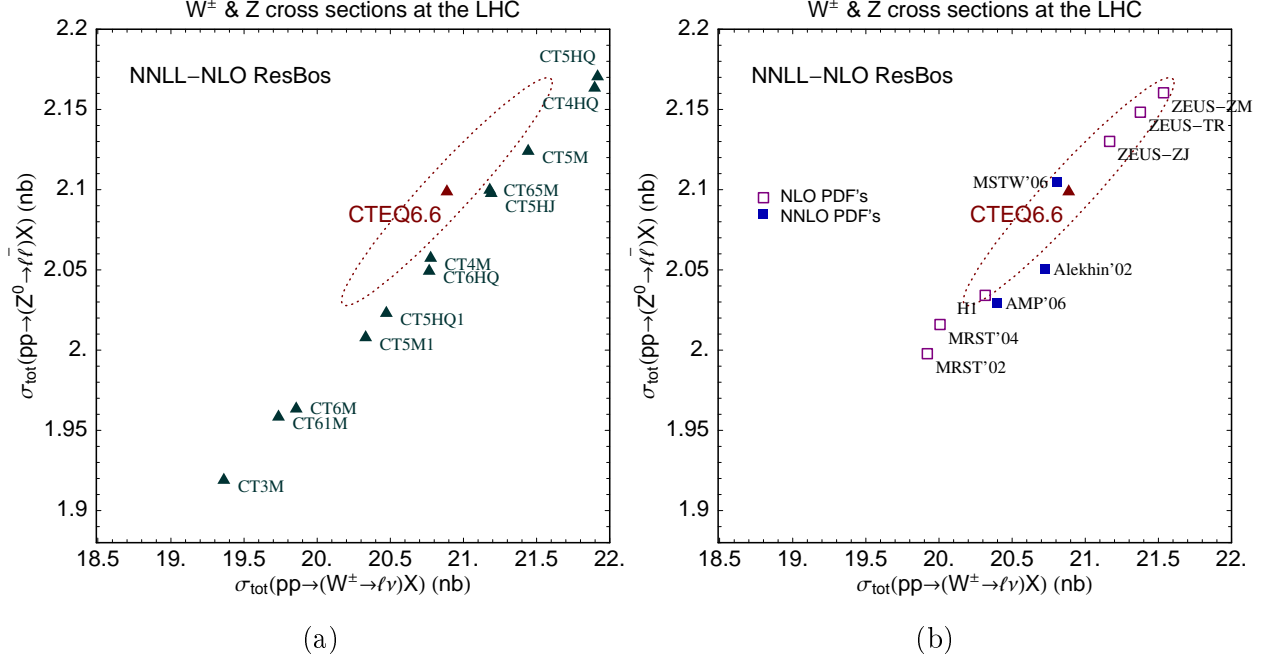 W± & Z cross sections at the LHC
NNLL−NLO ResBos
CT5HQ
CT4HQ
CT5M
CT65M
CT5HJ
CTEQ6.6
CT4M
CT6HQ
CT5HQ1
CT5M1
CT6M
CT61M
CT3M
2.2
2.15
2.1
2.05
2.
1.95
1.9
σtot(pp→(Z0→ℓℓ̄)X) (nb)
18.5 19. 19.5 20. 20.5 21. 21.5 22.
σtot(pp→(W±→ℓν)X) (nb)
(a)
W± & Z cross sections at the LHC
NNLL−NLO ResBos
ZEUS−ZM
ZEUS−TR
ZEUS−ZJ
MSTW'06
NLO PDF's
NNLO PDF's
CTEQ6.6
Alekhin'02
H1
AMP'06
MRST'04
MRST'02
2.2
2.15
2.1
2.05
2.
1.95
1.9
σtot(pp→(Z0→ℓℓ̄)X) (nb)
18.5 19. 19.5 20. 20.5 21. 21.5 22.
σtot(pp→(W±→ℓν)X) (nb)
(b)